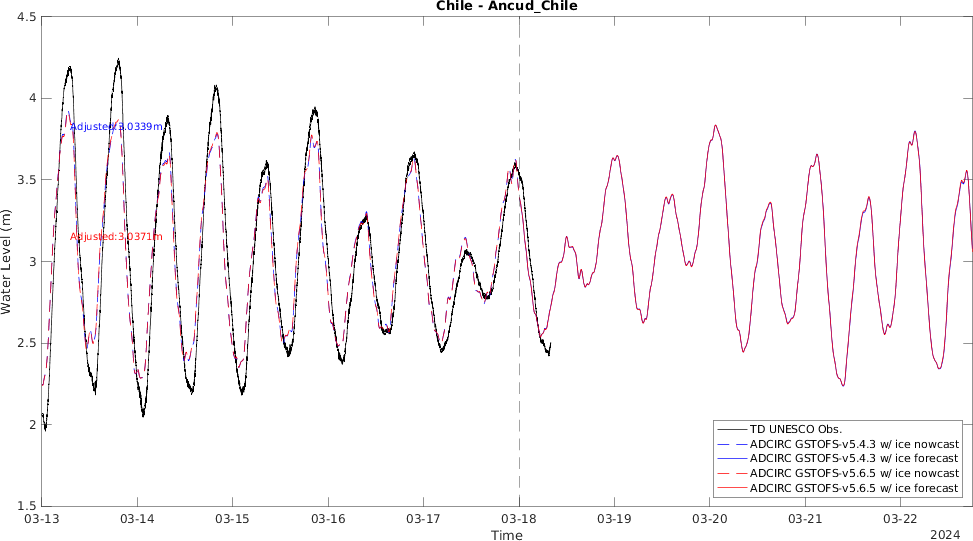 Chile - Ancud_Chile
4.5
4
3.5
3
2.5
2
1.5
Water Level (m)
Adjusted:3.0339m
Adjusted:3.0371m
TD UNESCO Obs.
ADCIRC GSTOFS-v5.4.3 w/ ice nowcast
ADCIRC GSTOFS-v5.4.3 w/ ice forecast
ADCIRC GSTOFS-v5.6.5 w/ ice nowcast
ADCIRC GSTOFS-v5.6.5 w/ ice forecast
03-13 03-14 03-15 03-16 03-17 03-18 03-19 03-20 03-21 03-22
Time
2024